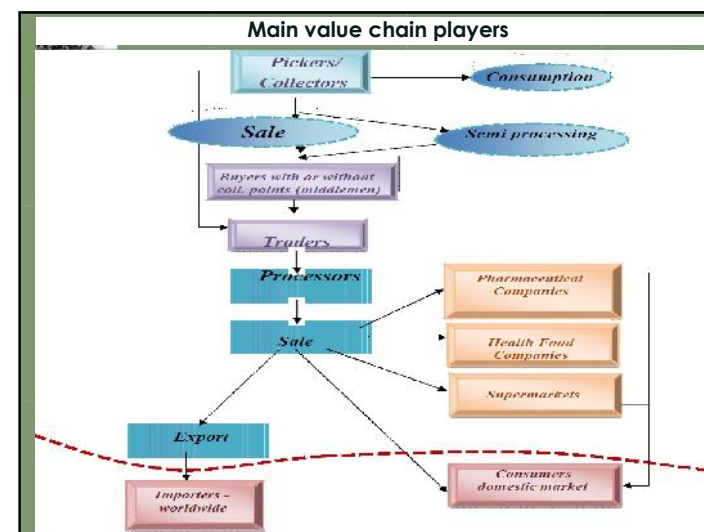 Main value chain players
Pickers/
Collectors
Consumption
Sale
Semi processing
Buyers with or without
coll. points (middlemen)
Traders
Processors
Pharmaceutical
Companies
Sale
Health Food
Companies
Supermarkets
Export
Consumers
domestic market
Importers -
worldwide